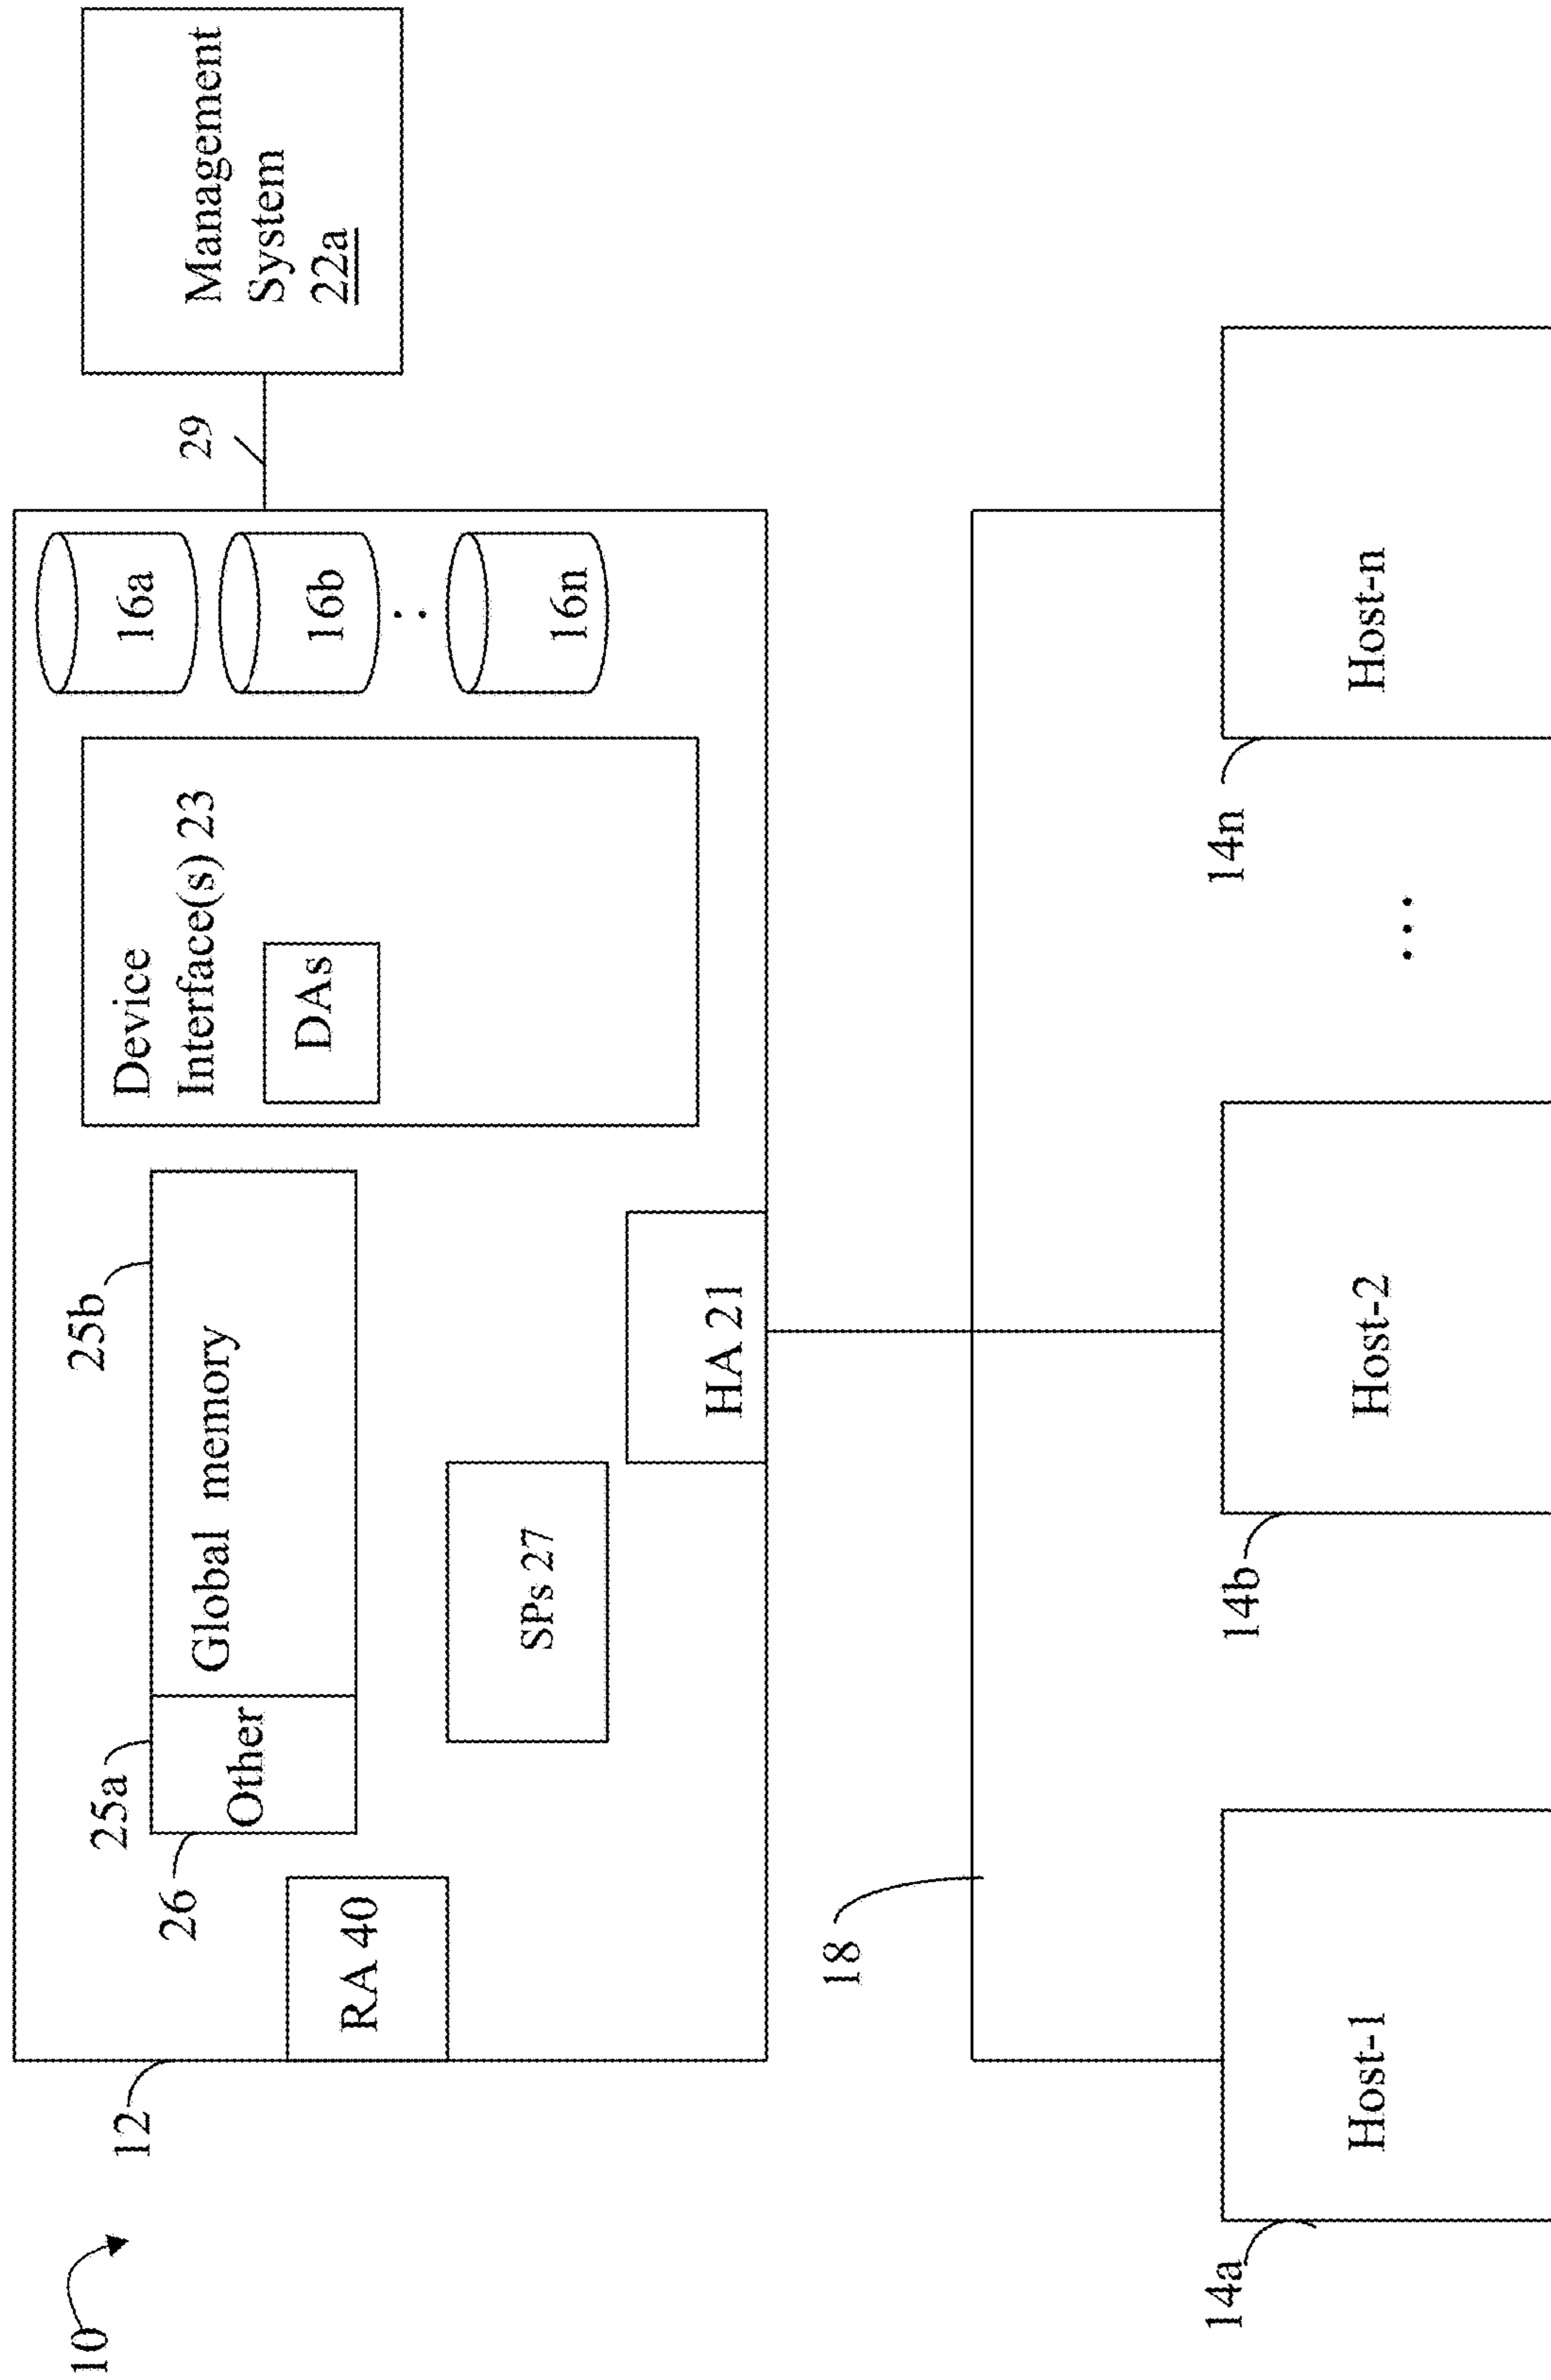 10
12
25a
25b
26
Other
Global memory
RA 40
SPs 27
HA 21
Device
Interface(s) 23
DAs
16a
16b
:
16n
29
Management
System
22a
18
14a
Host-1
14b
Host-2
...
14n
Host-n